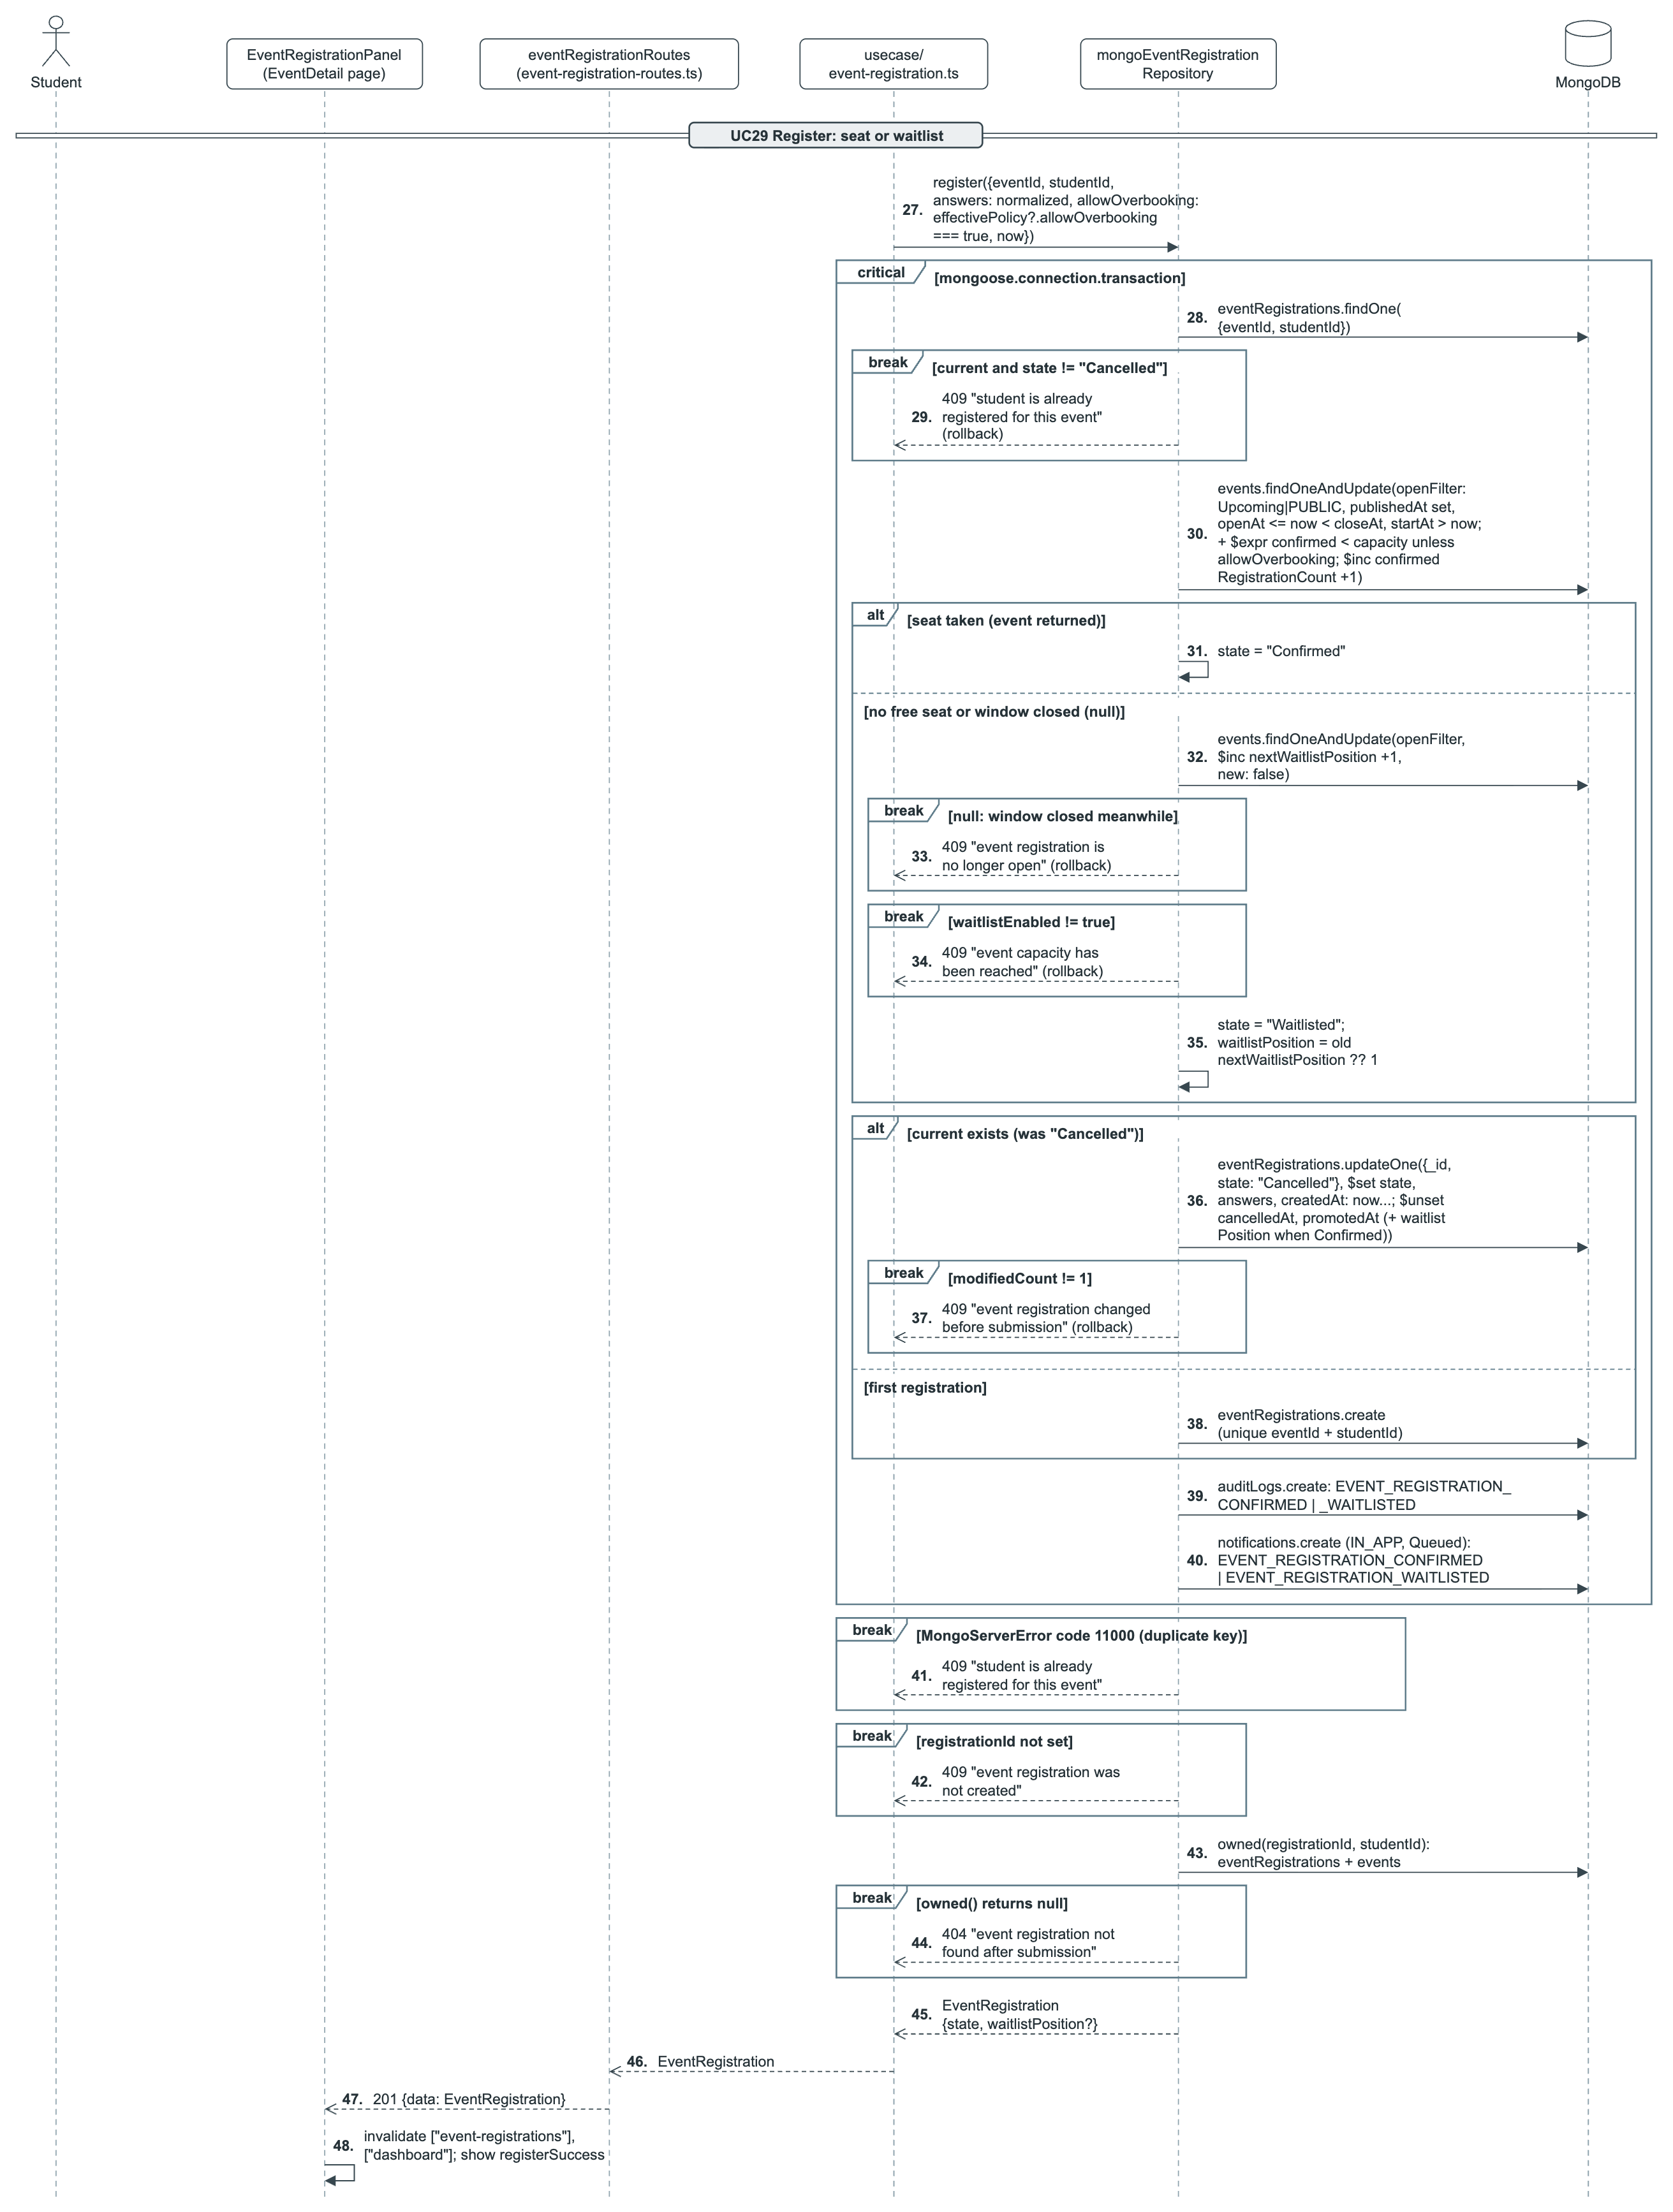 Student
EventRegistrationPanel
(EventDetail page)
eventRegistrationRoutes
(event-registration-routes.ts)
usecase/
event-registration.ts
mongoEventRegistration
Repository
MongoDB
UC29 Register: seat or waitlist
27. register({eventId, studentId,
answers: normalized, allowOverbooking:
effectivePolicy?.allowOverbooking
=== true, now})
critical [mongoose.connection.transaction]
28. eventRegistrations.findOne(
{eventId, studentId})
break [current and state != "Cancelled"]
29. 409 "student is already
registered for this event"
(rollback)
30. events.findOneAndUpdate(openFilter:
Upcoming|PUBLIC, publishedAt set,
openAt <= now < closeAt, startAt > now;
+ $expr confirmed < capacity unless
allowOverbooking; $inc confirmed
RegistrationCount +1)
alt [seat taken (event returned)]
31. state = "Confirmed"
[no free seat or window closed (null)]
32. events.findOneAndUpdate(openFilter,
$inc nextWaitlistPosition +1,
new: false)
break [null: window closed meanwhile]
33. 409 "event registration is
no longer open" (rollback)
break [waitlistEnabled != true]
34. 409 "event capacity has
been reached" (rollback)
35. state = "Waitlisted";
waitlistPosition = old
nextWaitlistPosition ?? 1
alt [current exists (was "Cancelled")]
36. eventRegistrations.updateOne({_id,
state: "Cancelled"}, $set state,
answers, createdAt: now...; $unset
cancelledAt, promotedAt (+ waitlist
Position when Confirmed))
break [modifiedCount != 1]
37. 409 "event registration changed
before submission" (rollback)
[first registration]
38. eventRegistrations.create
(unique eventId + studentId)
39. auditLogs.create: EVENT_REGISTRATION_
CONFIRMED | _WAITLISTED
40. notifications.create (IN_APP, Queued):
EVENT_REGISTRATION_CONFIRMED
| EVENT_REGISTRATION_WAITLISTED
break [MongoServerError code 11000 (duplicate key)]
41. 409 "student is already
registered for this event"
break [registrationId not set]
42. 409 "event registration was
not created"
43. owned(registrationId, studentId):
eventRegistrations + events
break [owned() returns null]
44. 404 "event registration not
found after submission"
45. EventRegistration
{state, waitlistPosition?}
46. EventRegistration
47. 201 {data: EventRegistration}
48. invalidate ["event-registrations"],
["dashboard"]; show registerSuccess